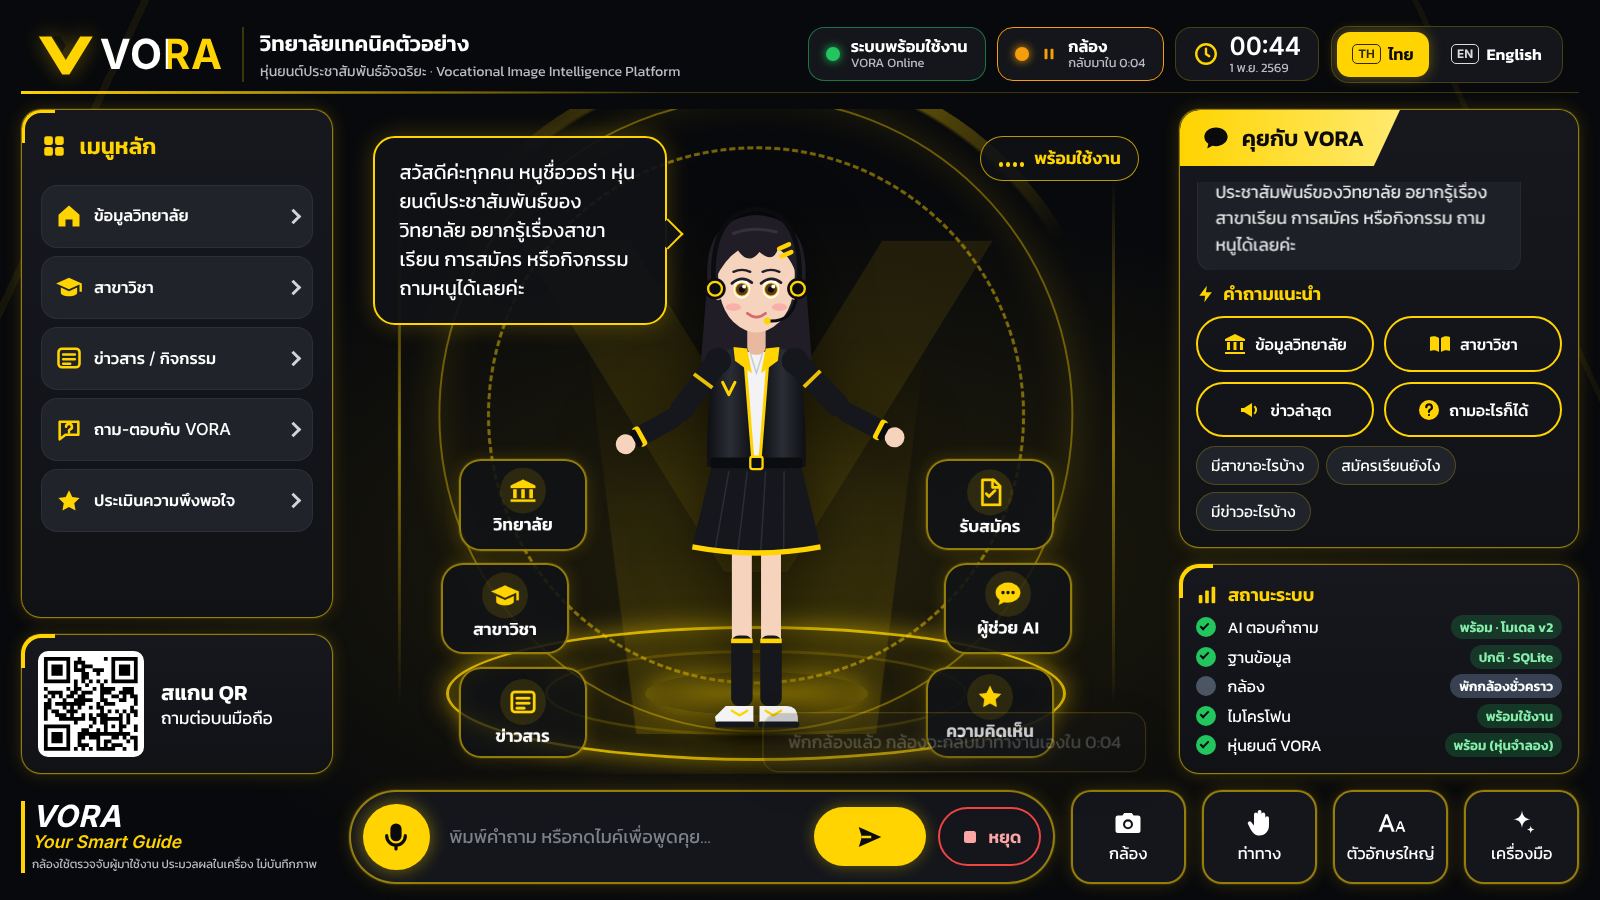 VORA
วิทยาลัยเทคนิคตัวอย่าง
หุ่นยนต์ประชาสัมพันธ์อัจฉริยะ · Vocational Image Intelligence Platform
ระบบพร้อมใช้งาน
VORA Online
กล้อง
กลับมาใน 0:04
00:44
1 พ.ย. 2569
TH ไทย
EN English
เมนูหลัก
ข้อมูลวิทยาลัย
สาขาวิชา
ข่าวสาร / กิจกรรม
ถาม-ตอบกับ VORA
ประเมินความพึงพอใจ
สแกน QR
ถามต่อบนมือถือ
VORA
Your Smart Guide
กล้องใช้ตรวจจับผู้มาใช้งาน ประมวลผลในเครื่อง ไม่บันทึกภาพ
สวัสดีค่ะทุกคน หนูชื่อวอร่า หุ่น
ยนต์ประชาสัมพันธ์ของ
วิทยาลัย อยากรู้เรื่องสาขา
เรียน การสมัคร หรือกิจกรรม
ถามหนูได้เลยค่ะ
พร้อมใช้งาน
วิทยาลัย
สาขาวิชา
ข่าวสาร
รับสมัคร
ผู้ช่วย AI
ความคิดเห็น
พักกล้องแล้ว กล้องจะกลับมาทำงานเองใน 0:04
พิมพ์คำถาม หรือกดไมค์เพื่อพูดคุย...
หยุด
คุยกับ VORA
ประชาสัมพันธ์ของวิทยาลัย อยากรู้เรื่อง
สาขาเรียน การสมัคร หรือกิจกรรม ถาม
หนูได้เลยค่ะ
คำถามแนะนำ
ข้อมูลวิทยาลัย
สาขาวิชา
ข่าวล่าสุด
ถามอะไรก็ได้
มีสาขาอะไรบ้าง
สมัครเรียนยังไง
มีข่าวอะไรบ้าง
สถานะระบบ
AI ตอบคำถาม
พร้อม · โมเดล v2
ฐานข้อมูล
ปกติ · SQLite
กล้อง
พักกล้องชั่วคราว
ไมโครโฟน
พร้อมใช้งาน
หุ่นยนต์ VORA
พร้อม (หุ่นจำลอง)
กล้อง
ท่าทาง
AA
ตัวอักษรใหญ่
เครื่องมือ